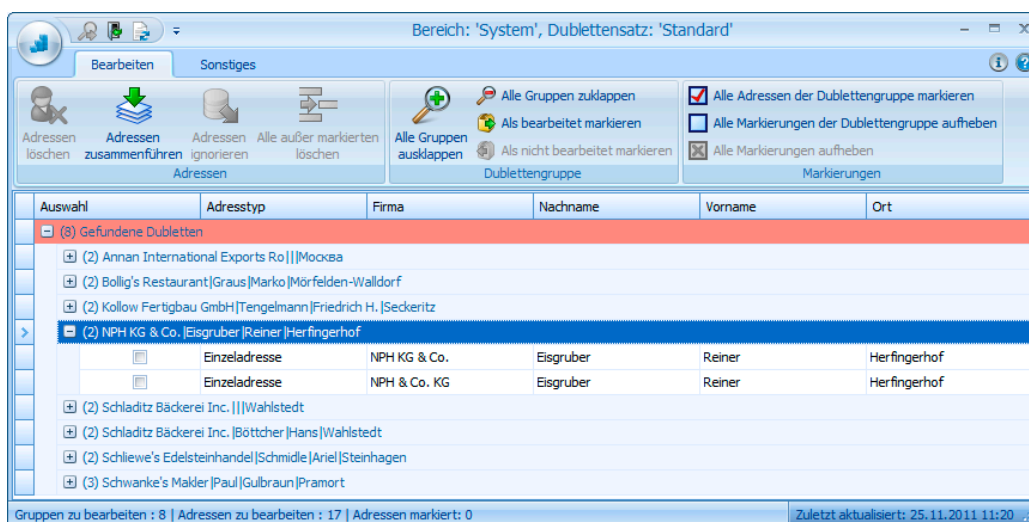 Bereich: 'System', Dublettensatz: 'Standard'
Bearbeiten Sonstiges
Adressen löschen
Adressen zusammenführen
Adressen ignorieren
Alle außer markierten löschen
Adressen
Alle Gruppen ausklappen
Alle Gruppen zuklappen
Als bearbeitet markieren
Als nicht bearbeitet markieren
Dublettengruppe
Alle Adressen der Dublettengruppe markieren
Alle Markierungen der Dublettengruppe aufheben
Alle Markierungen aufheben
Markierungen
Auswahl Adresstyp Firma Nachname Vorname Ort
(8) Gefundene Dubletten
(2) Annan International Exports Ro|||Москва
(2) Bollig's Restaurant|Graus|Marko|Mörfelden-Walldorf
(2) Kollow Fertigbau GmbH|Tengelmann|Friedrich H.|Seckeritz
(2) NPH KG & Co.|Eisgruber|Reiner|Herfingerhof
Einzeladresse NPH KG & Co. Eisgruber Reiner Herfingerhof
Einzeladresse NPH & Co. KG Eisgruber Reiner Herfingerhof
(2) Schladitz Bäckerei Inc.|||Wahlstedt
(2) Schladitz Bäckerei Inc.|Böttcher|Hans|Wahlstedt
(2) Schliewe's Edelsteinhandel|Schmidle|Ariel|Steinhagen
(3) Schwanke's Makler|Paul|Gulbraun|Pramort
Gruppen zu bearbeiten : 8 | Adressen zu bearbeiten : 17 | Adressen markiert: 0 Zuletzt aktualisiert: 25.11.2011 11:20